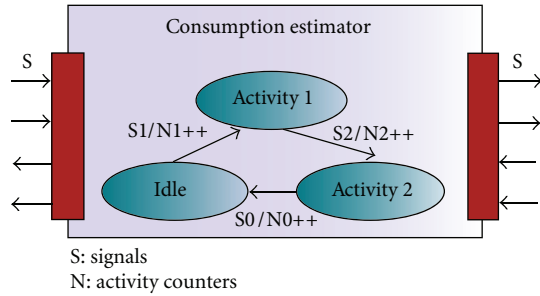 Consumption estimator
S
S
Activity 1
S1/N1++
S2/N2++
Idle
Activity 2
S0/N0++
S: signals
N: activity counters